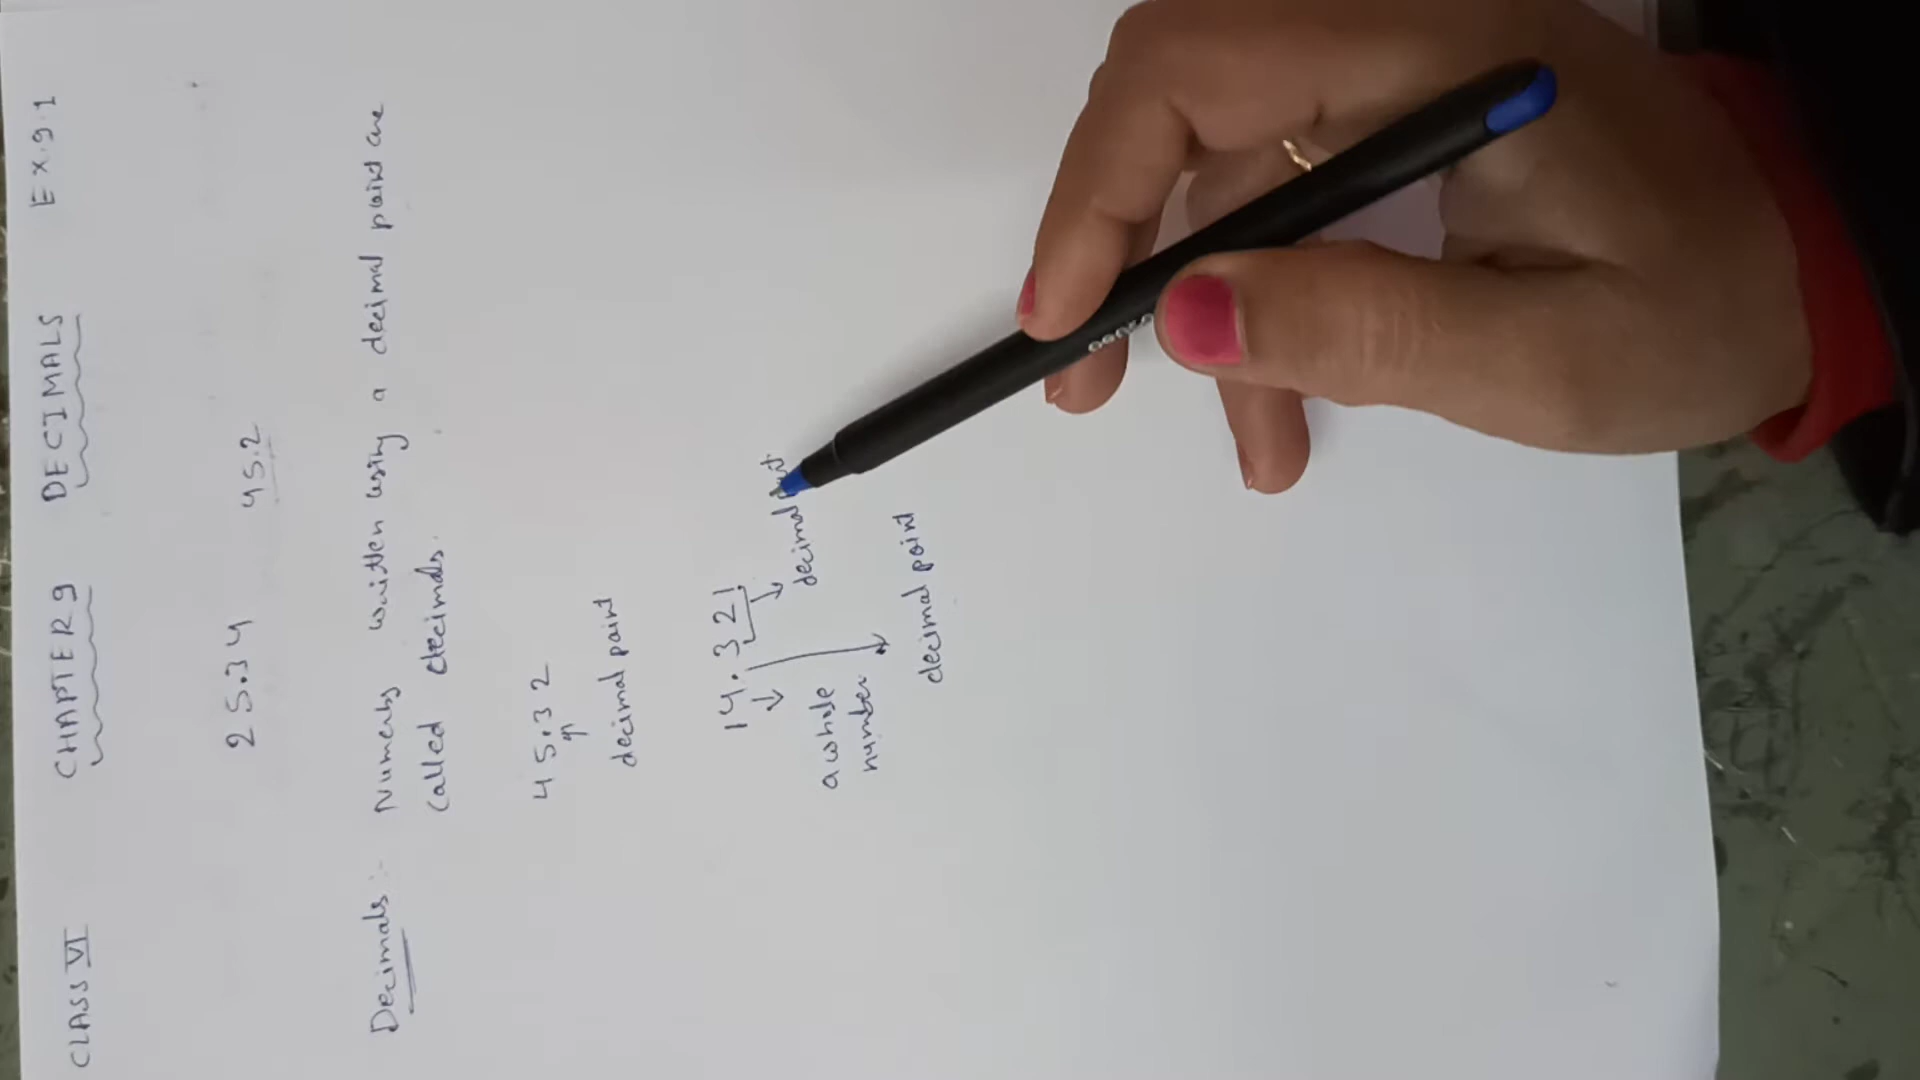 CLASS VI CHAPTER 9 DECIMALS Ex. 9.1
25.34 45.2
Decimals:- Numers written using a decimal point are
called decimals.
45.32
decimal point
14.321
a whole decimal
number
decimal point